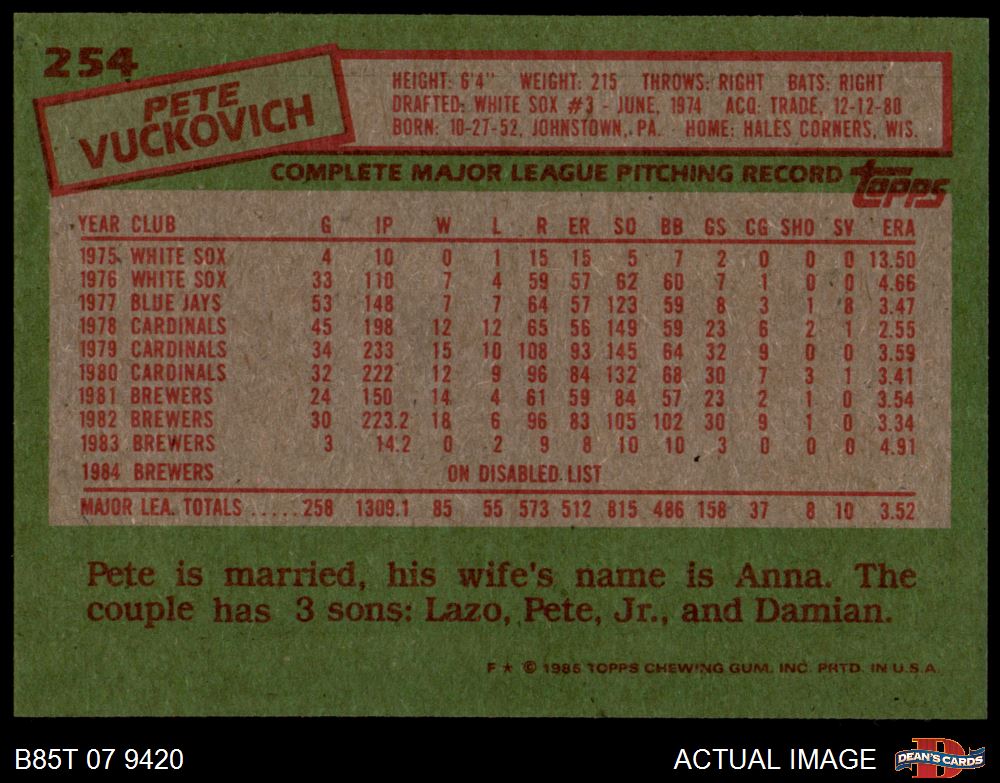 254
PETE
VUCKOVICH
HEIGHT: 6'4" WEIGHT: 215 THROWS: RIGHT BATS: RIGHT
DRAFTED: WHITE SOX #3 - JUNE, 1974 ACQ: TRADE, 12-12-80
BORN: 10-27-52, JOHNSTOWN, PA. HOME: HALES CORNERS, WIS.
COMPLETE MAJOR LEAGUE PITCHING RECORD topps
YEAR CLUB G IP W L R ER SO BB GS CG SHO SV ERA
1975 WHITE SOX 4 10 0 1 15 15 5 7 2 0 0 0 13.50
1976 WHITE SOX 33 110 7 4 59 57 62 60 7 1 0 0 4.66
1977 BLUE JAYS 53 148 7 7 64 57 123 59 8 3 1 8 3.47
1978 CARDINALS 45 198 12 12 65 56 149 59 23 6 2 1 2.55
1979 CARDINALS 34 233 15 10 108 93 145 64 32 9 0 0 3.59
1980 CARDINALS 32 222 12 9 96 84 132 68 30 7 3 1 3.41
1981 BREWERS 24 150 14 4 61 59 84 57 23 2 1 0 3.54
1982 BREWERS 30 223.2 18 6 96 83 105 102 30 9 1 0 3.34
1983 BREWERS 3 14.2 0 2 9 8 10 10 3 0 0 0 4.91
1984 BREWERS ON DISABLED LIST
MAJOR LEA. TOTALS ..... 258 1309.1 85 55 573 512 815 486 158 37 8 10 3.52
Pete is married, his wife's name is Anna. The
couple has 3 sons: Lazo, Pete, Jr., and Damian.
F ★ © 1985 TOPPS CHEWING GUM. INC. PRTD. IN U.S.A.
B85T 07 9420 ACTUAL IMAGE DEAN'S CARDS